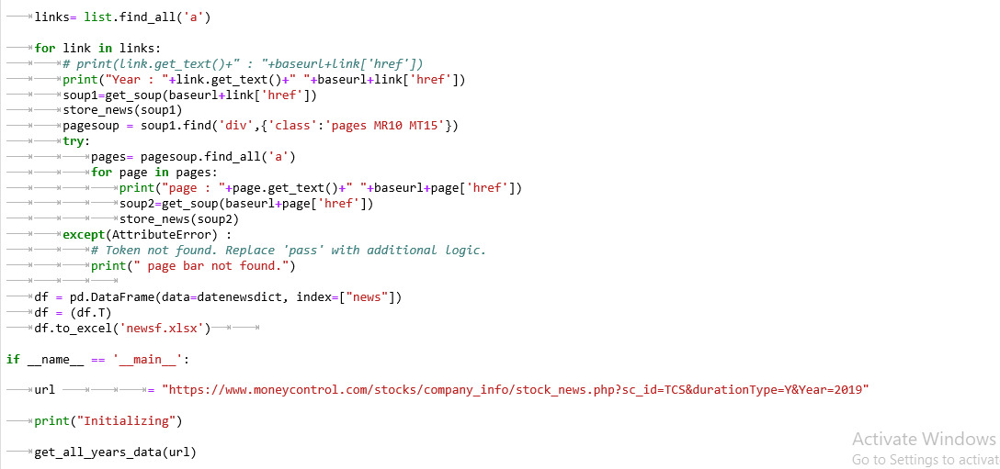 links= list.find_all('a')
for link in links:
# print(link.get_text()+" : "+baseurl+link['href'])
print("Year : "+link.get_text()+" "+baseurl+link['href'])
soup1=get_soup(baseurl+link['href'])
store_news(soup1)
pagesoup = soup1.find('div',{'class':'pages MR10 MT15'})
try:
pages= pagesoup.find_all('a')
for page in pages:
print("page : "+page.get_text()+" "+baseurl+page['href'])
soup2=get_soup(baseurl+page['href'])
store_news(soup2)
except(AttributeError) :
# Token not found. Replace 'pass' with additional logic.
print(" page bar not found.")
df = pd.DataFrame(data=datenewsdict, index=["news"])
df = (df.T)
df.to_excel('newsf.xlsx')
if __name__ == '__main__':
url = "https://www.moneycontrol.com/stocks/company_info/stock_news.php?sc_id=TCS&durationType=Y&Year=2019"
print("Initializing")
get_all_years_data(url)
Activate Windows
Go to Settings to activat